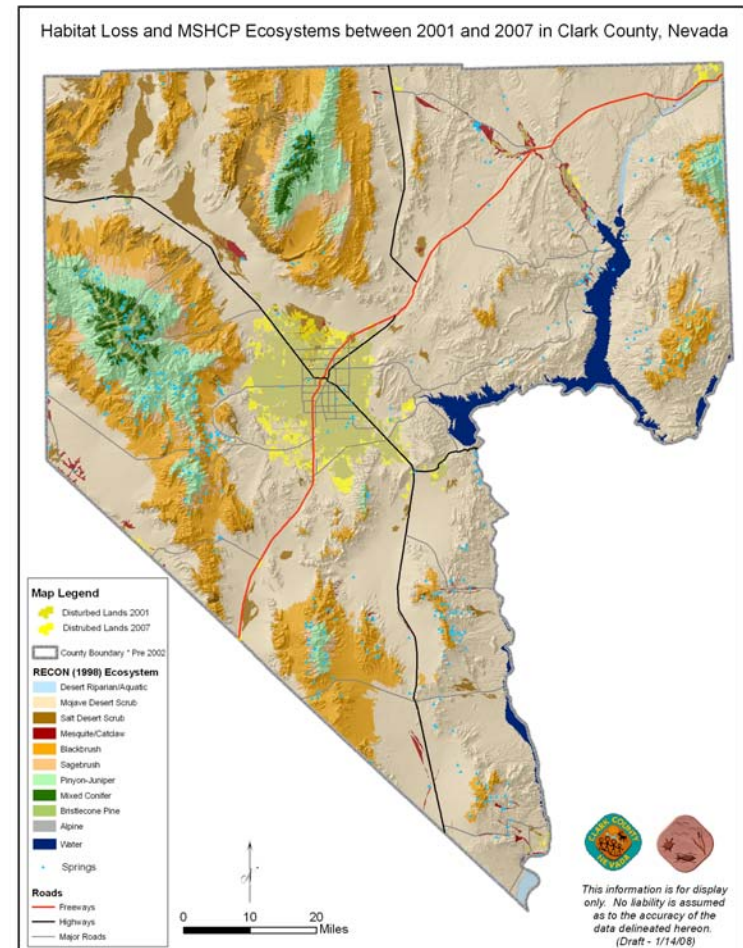 Habitat Loss and MSHCP Ecosystems between 2001 and 2007 in Clark County, Nevada
Map Legend
Disturbed Lands 2001
Distrubed Lands 2007
County Boundary * Pre 2002
RECON (1998) Ecosystem
Desert Riparian/Aquatic
Mojave Desert Scrub
Salt Desert Scrub
Mesquite/Catclaw
Blackbrush
Sagebrush
Pinyon-Juniper
Mixed Conifer
Bristlecone Pine
Alpine
Water
Springs
Roads
Freeways
Highways
Major Roads
N
0 10 20
Miles
CLARK COUNTY
NEVADA
This information is for display
only. No liability is assumed
as to the accuracy of the
data delineated hereon.
(Draft - 1/14/08)